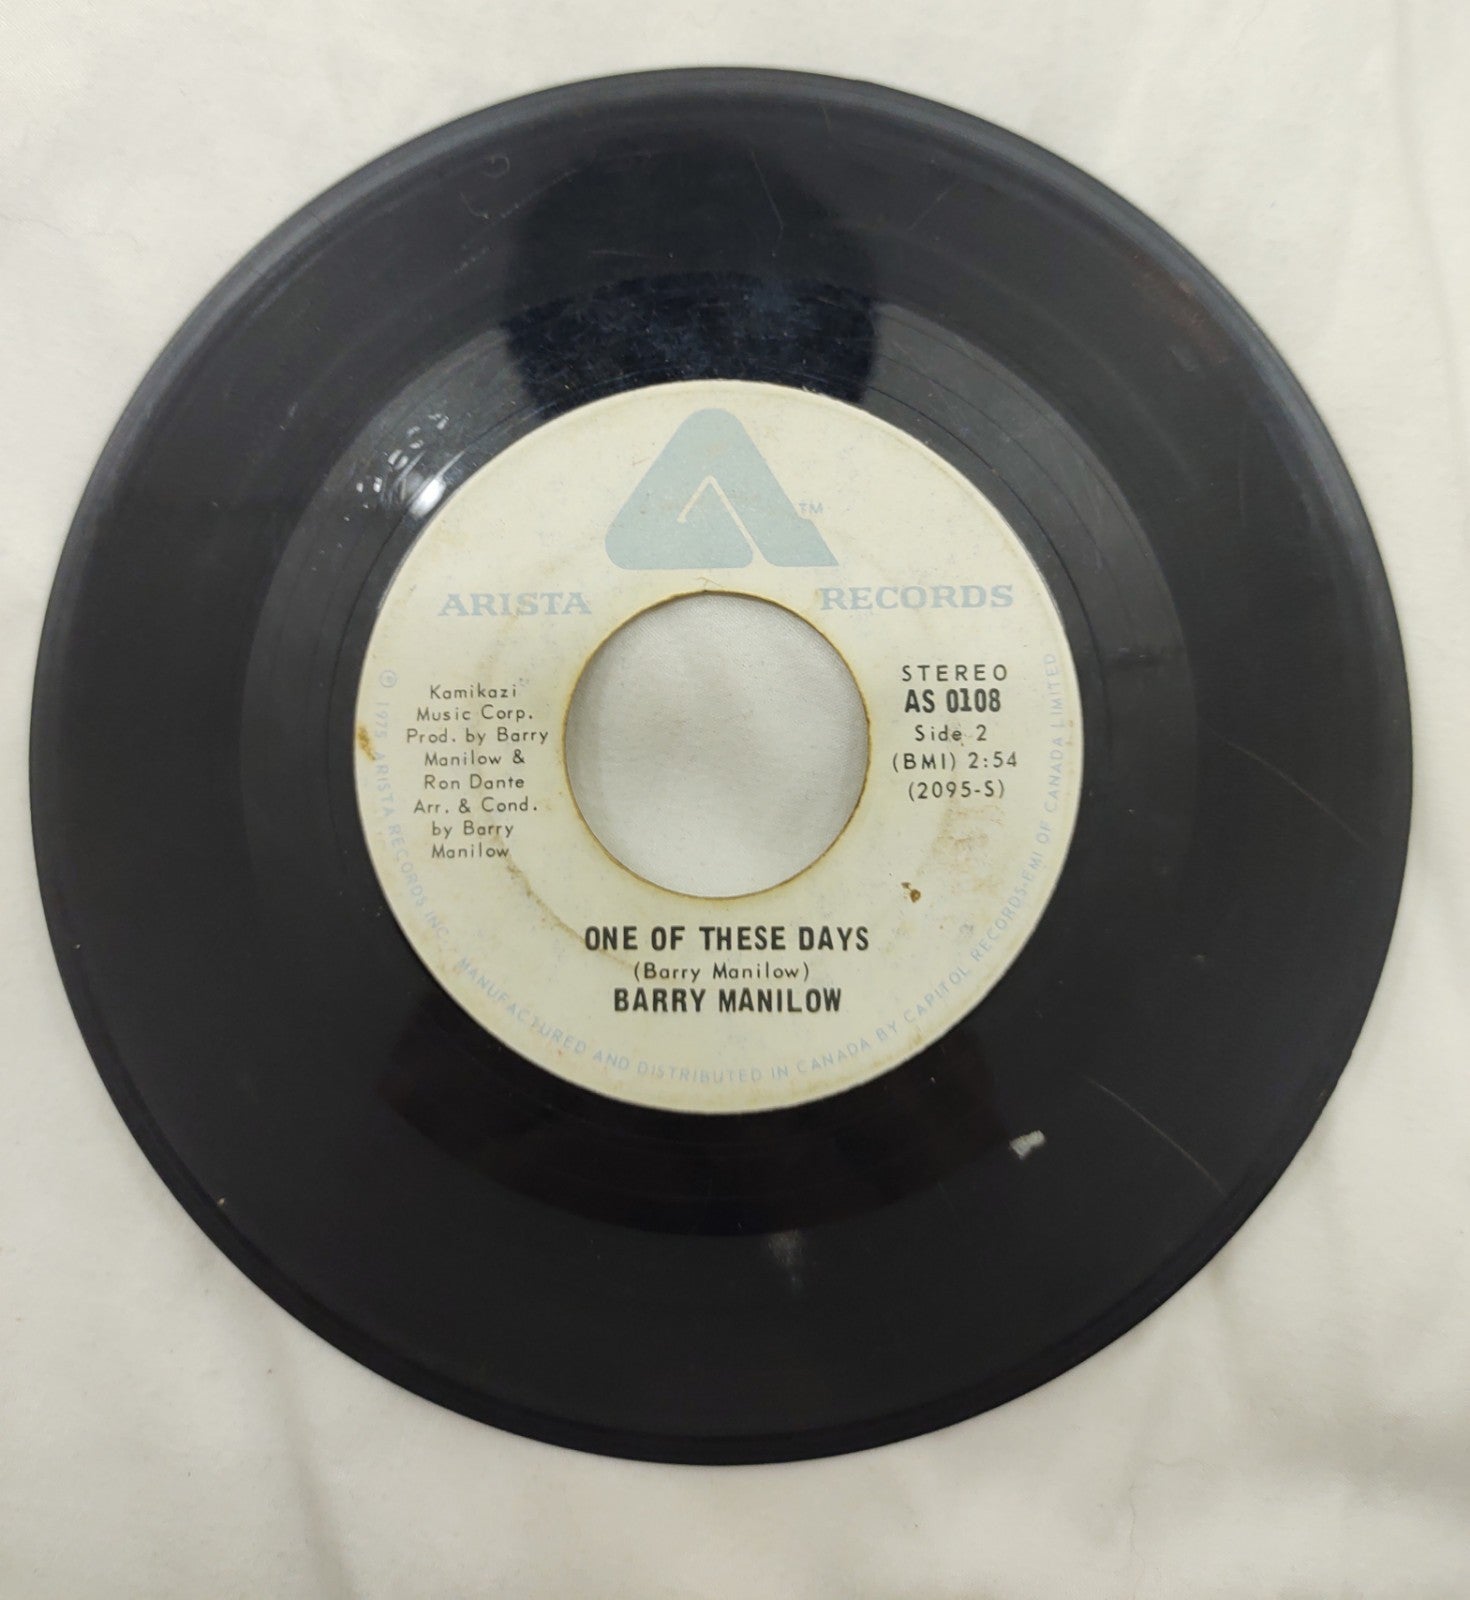 TM
ARISTA RECORDS
Kamikazi
Music Corp.
Prod. by Barry
Manilow &
Ron Dante
Arr. & Cond.
by Barry
Manilow
STEREO
AS 0108
Side 2
(BMI) 2:54
(2095-S)
ONE OF THESE DAYS
(Barry Manilow)
BARRY MANILOW
℗ 1975 ARISTA RECORDS INC. MANUFACTURED AND DISTRIBUTED IN CANADA BY CAPITOL RECORDS-EMI OF CANADA LIMITED